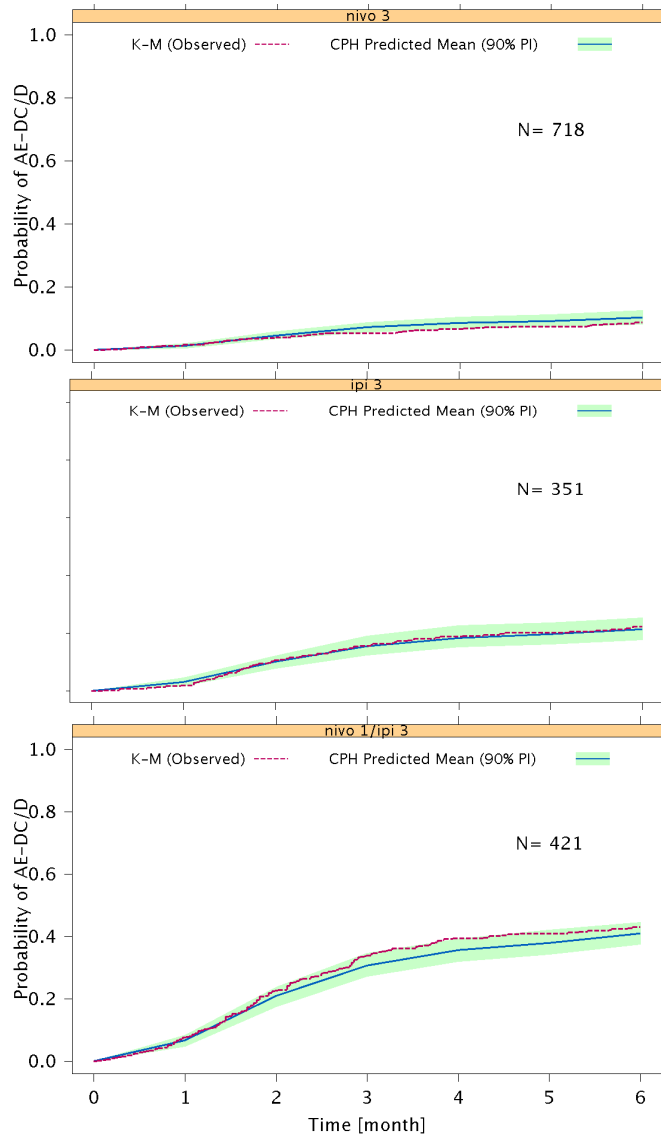 nivo 3
K-M (Observed) CPH Predicted Mean (90% PI)
N= 718
Probability of AE-DC/D
1.0
0.8
0.6
0.4
0.2
0.0
ipi 3
K-M (Observed) CPH Predicted Mean (90% PI)
N= 351
nivo 1/ipi 3
K-M (Observed) CPH Predicted Mean (90% PI)
N= 421
Probability of AE-DC/D
1.0
0.8
0.6
0.4
0.2
0.0
0 1 2 3 4 5 6
Time [month]